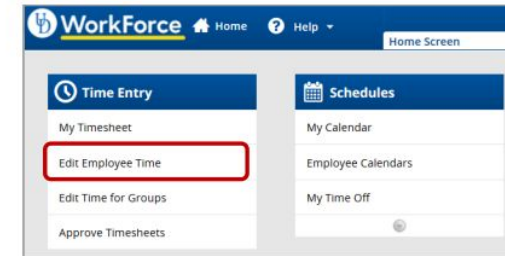 UD WorkForce Home ? Help
Home Screen
Time Entry
My Timesheet
Edit Employee Time
Edit Time for Groups
Approve Timesheets
Schedules
My Calendar
Employee Calendars
My Time Off